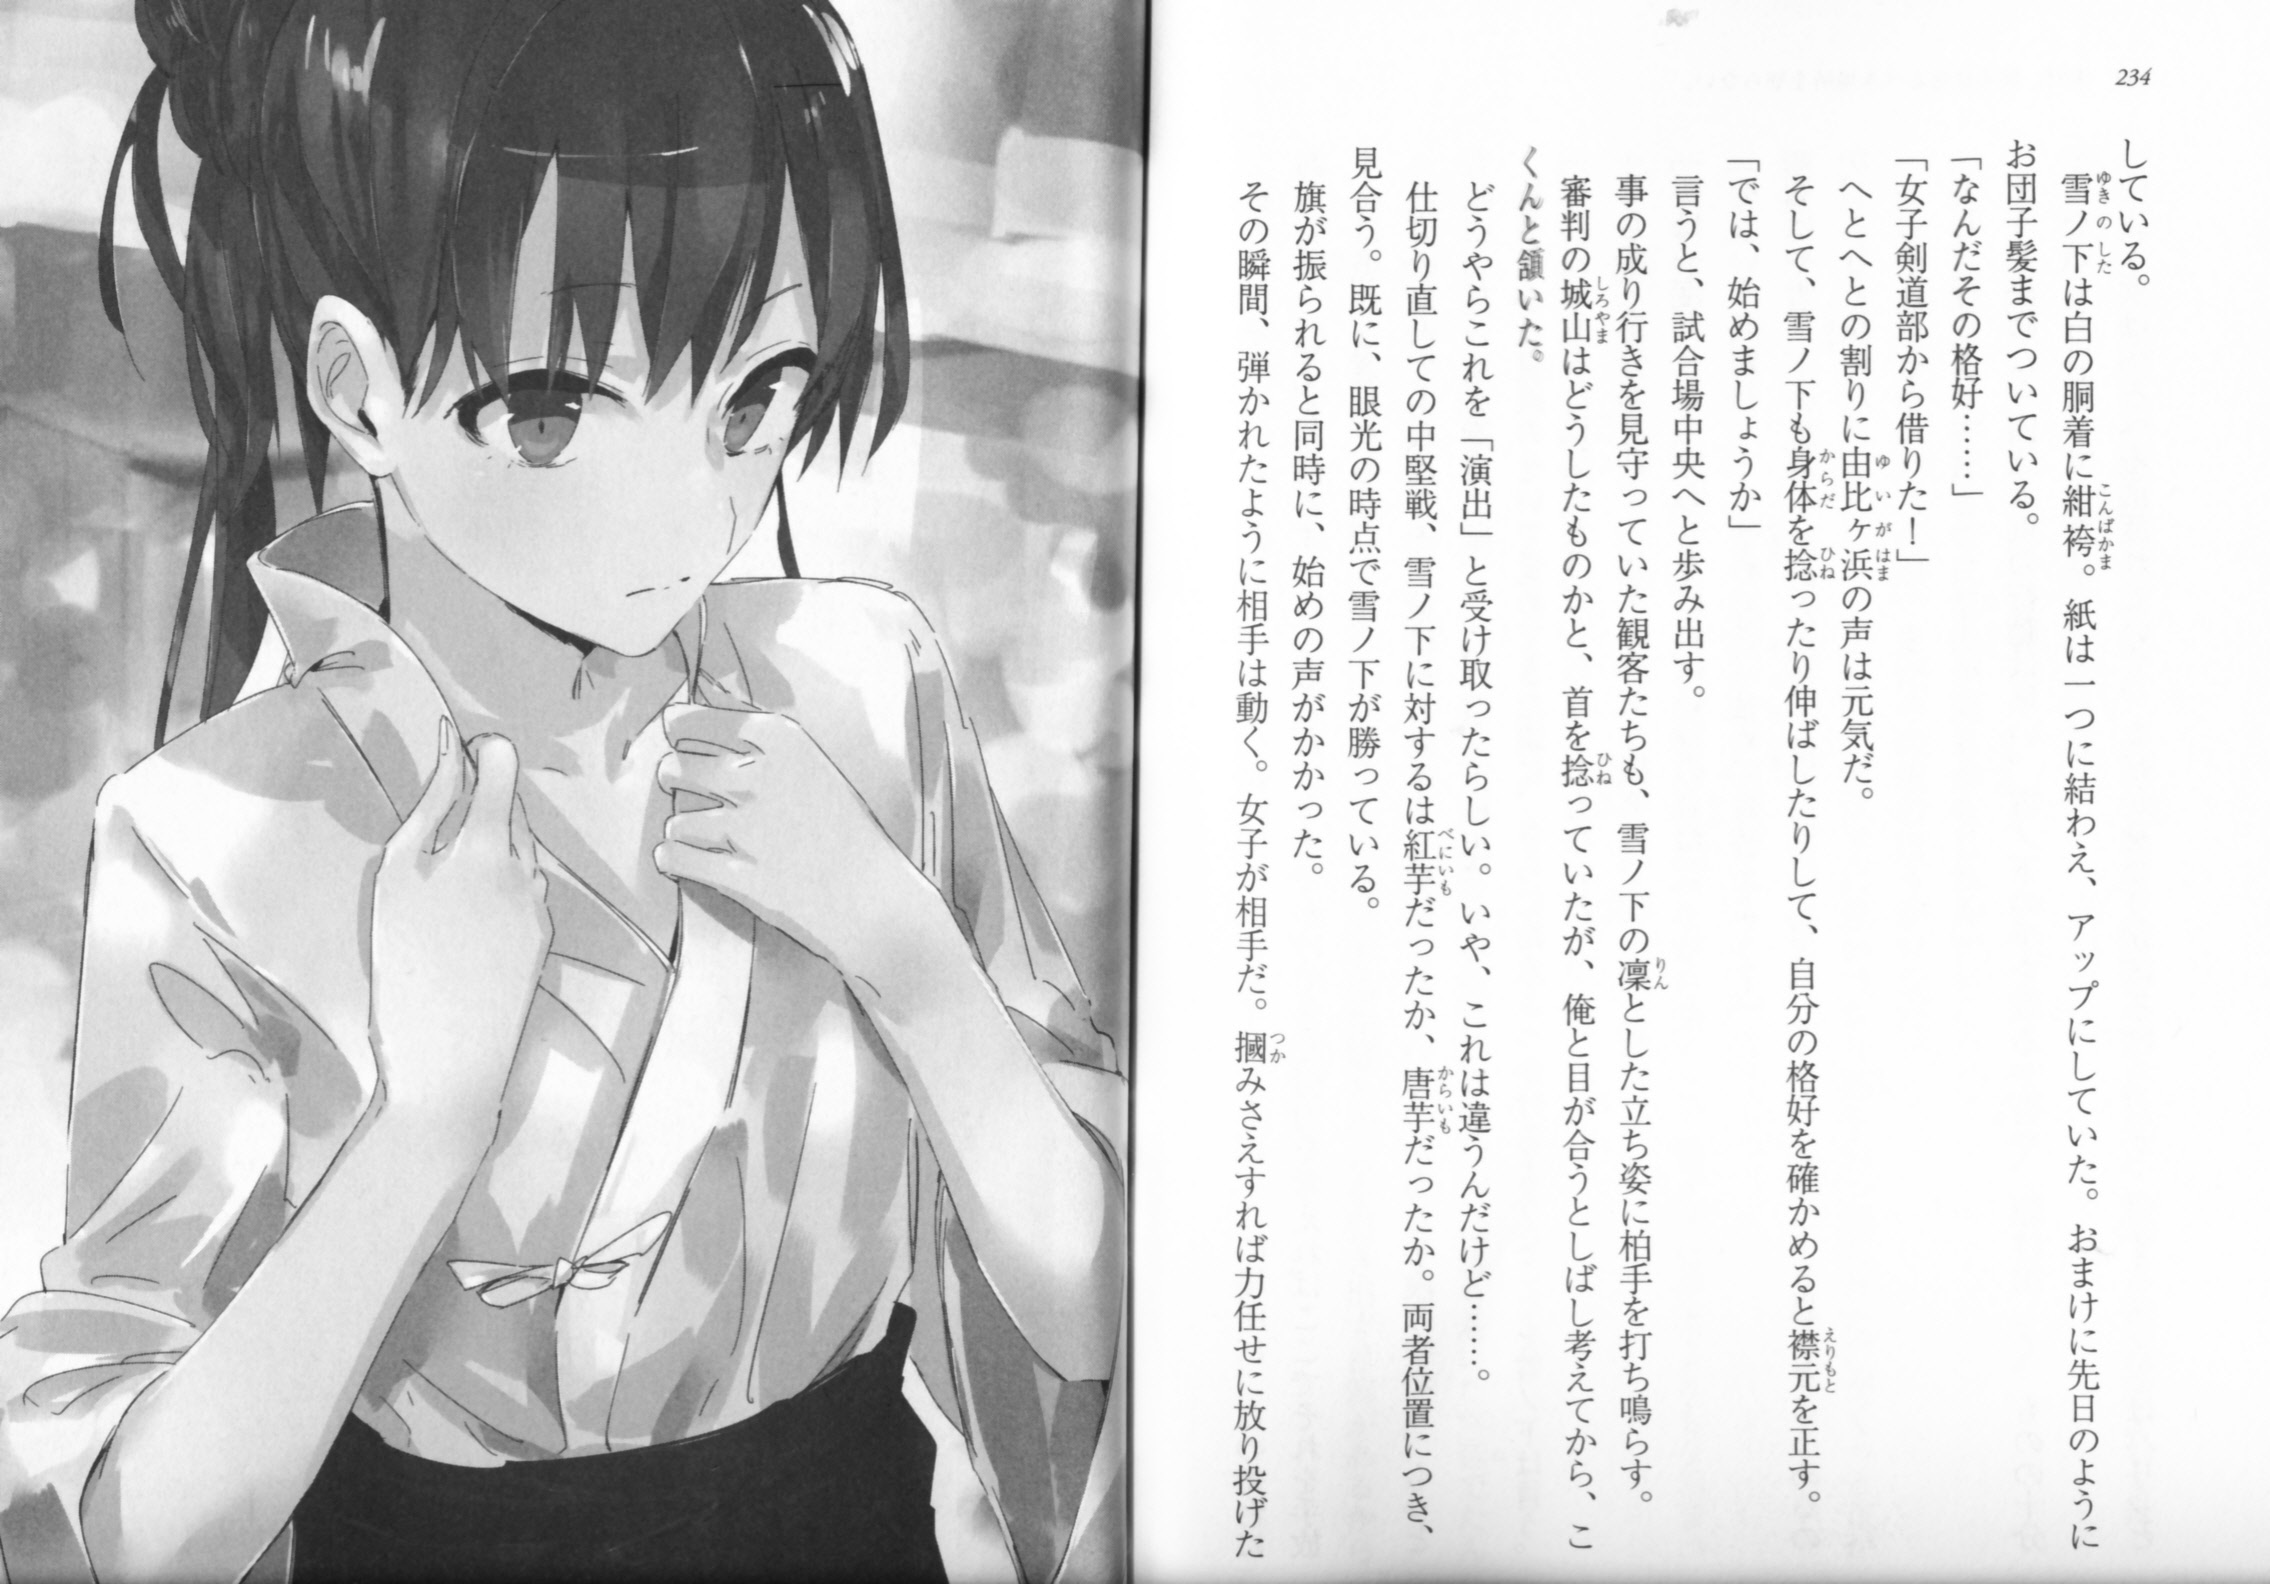 234
している。
雪ノ下は白の胴着に紺袴。紙は一つに結わえ、アップにしていた。おまけに先日のように
お団子髪までついている。
「なんだその格好……」
「女子剣道部から借りた！」
へとへとの割りに由比ヶ浜の声は元気だ。
そして、雪ノ下も身体を捻ったり伸ばしたりして、自分の格好を確かめると襟元を正す。
「では、始めましょうか」
言うと、試合場中央へと歩み出す。
事の成り行きを見守っていた観客たちも、雪ノ下の凜とした立ち姿に柏手を打ち鳴らす。
審判の城山はどうしたものかと、首を捻っていたが、俺と目が合うとしばし考えてから、こ
くんと頷いた。
どうやらこれを「演出」と受け取ったらしい。いや、これは違うんだけど……。
仕切り直しての中堅戦、雪ノ下に対するは紅芋だったか、唐芋だったか。両者位置につき、
見合う。既に、眼光の時点で雪ノ下が勝っている。
旗が振られると同時に、始めの声がかかった。
その瞬間、弾かれたように相手は動く。女子が相手だ。摑みさえすれば力任せに放り投げた